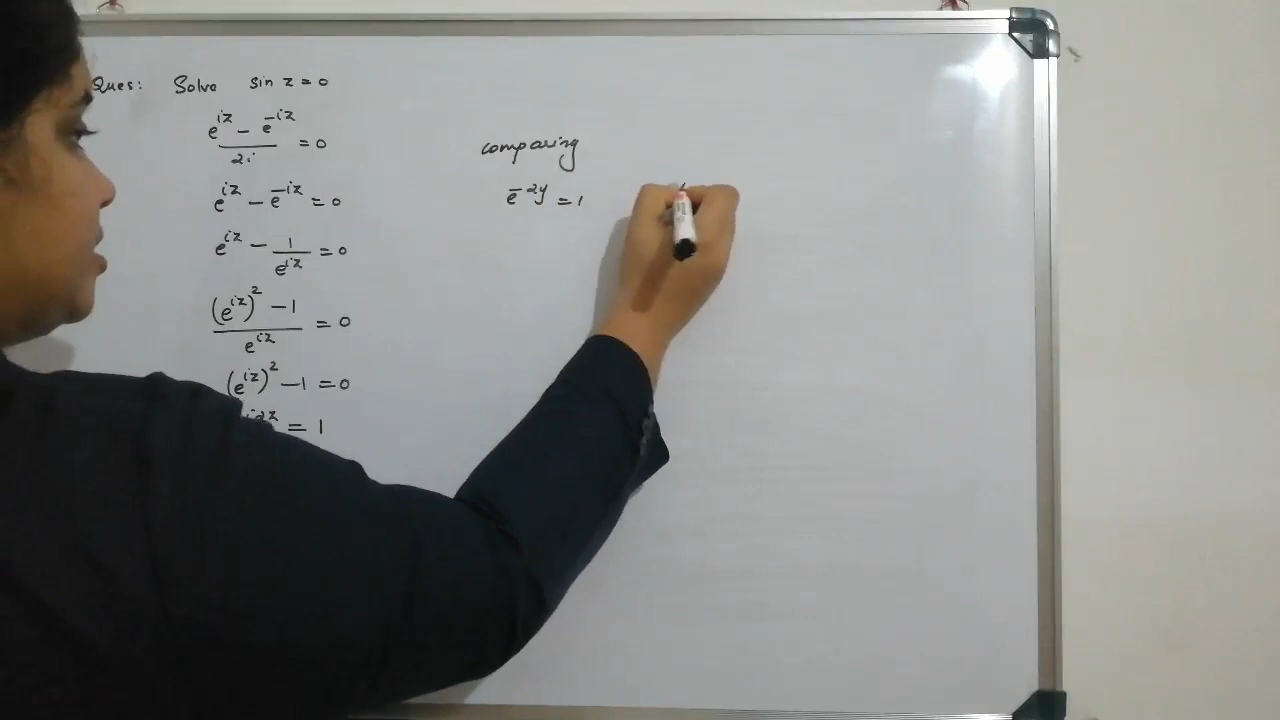 Ques: Solve sin z = 0
e^{iz} - e^{-iz} / 2i = 0
e^{iz} - e^{-iz} = 0
e^{iz} - 1/e^{iz} = 0
(e^{iz})^2 - 1 / e^{iz} = 0
(e^{iz})^2 - 1 = 0
i2z = 1
comparing
e^{-2y} = 1